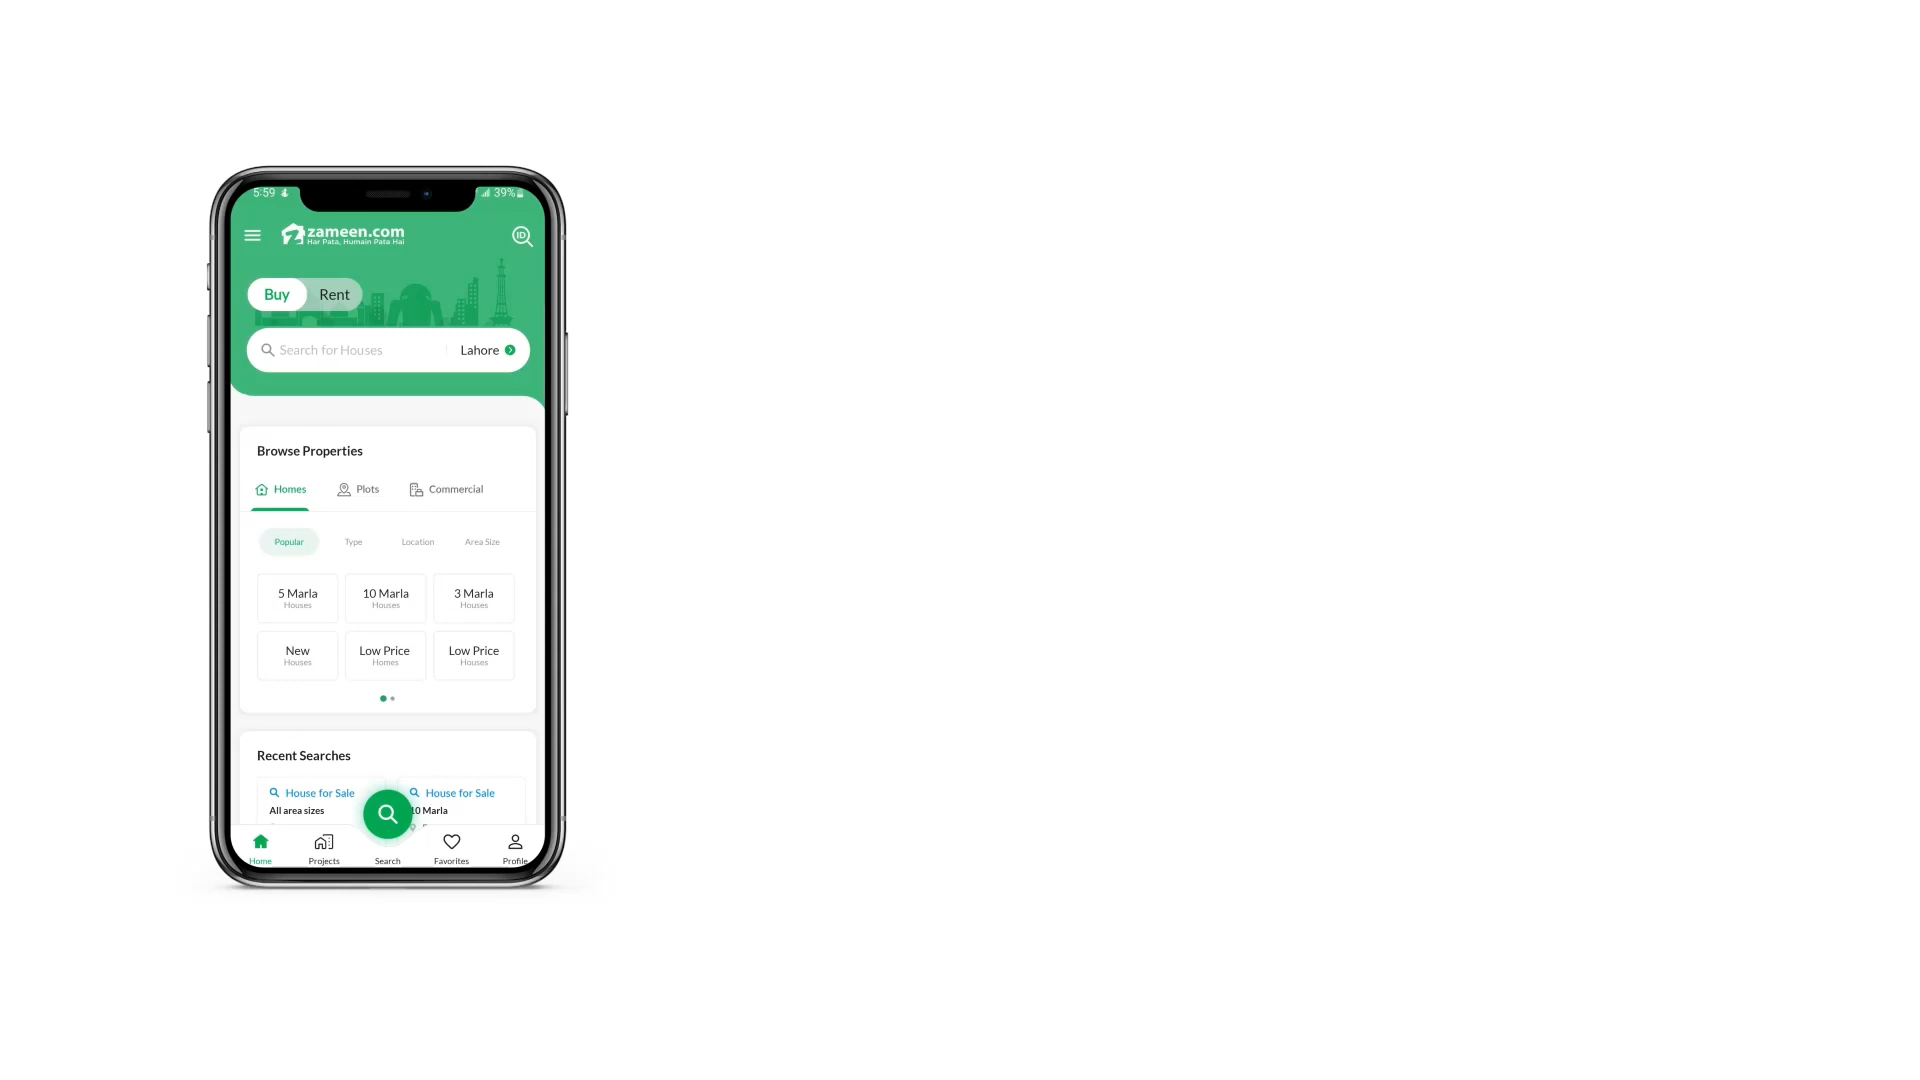 5:59
39%
zameen.com
Har Pata, Humain Pata Hai
ID
Buy Rent
Search for Houses Lahore
Browse Properties
Homes Plots Commercial
Popular Type Location Area Size
5 Marla 10 Marla 3 Marla
Houses Houses Houses
New Low Price Low Price
Houses Homes Houses
Recent Searches
House for Sale House for Sale
All area sizes 10 Marla
Home Projects Search Favorites Profile